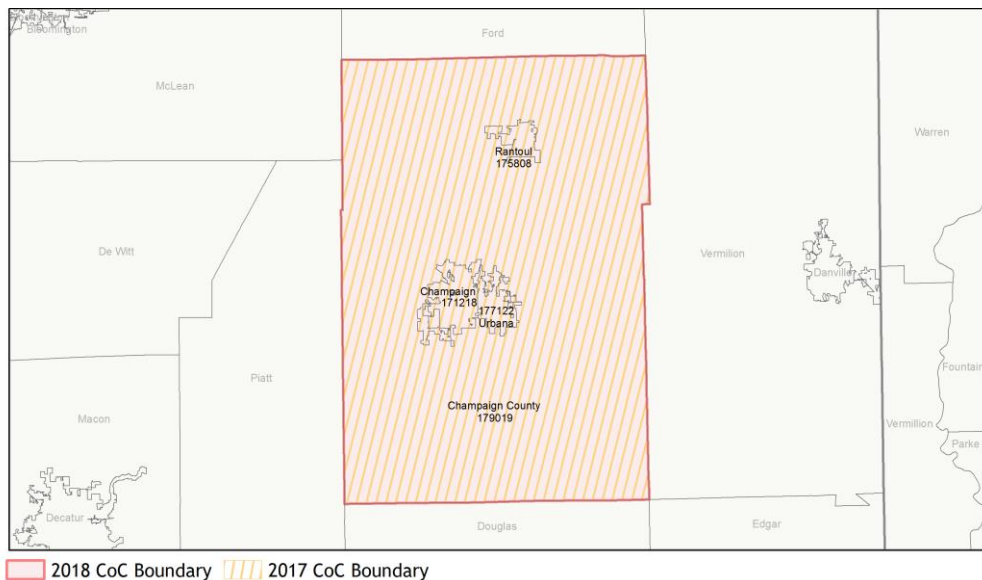 Bloomington
Ford
McLean
Warren
Rantoul
175808
De Witt
Vermilion
Danville
Champaign
171218
177122
Urbana
Piatt
Fountain
Champaign County
179019
Macon
Vermillion
Parke
Decatur
Douglas
Edgar
2018 CoC Boundary 2017 CoC Boundary